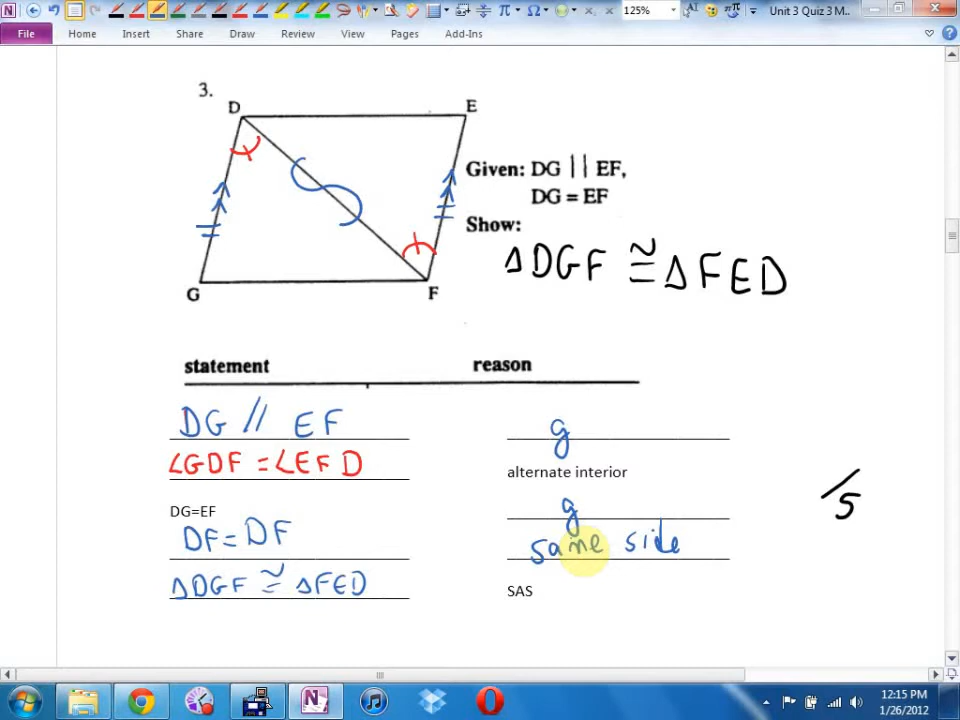 125%
Unit 3 Quiz 3 M..
File Home Insert Share Draw Review View Pages Add-Ins
3.
D
E
Given: DG || EF,
DG = EF
Show:
ΔDGF ≅ ΔFED
G
F
statement reason
DG // EF g
∠GDF = ∠EFD alternate interior
DG=EF g
DF = DF same side
ΔDGF ≅ ΔFED SAS
/5
12:15 PM
1/26/2012